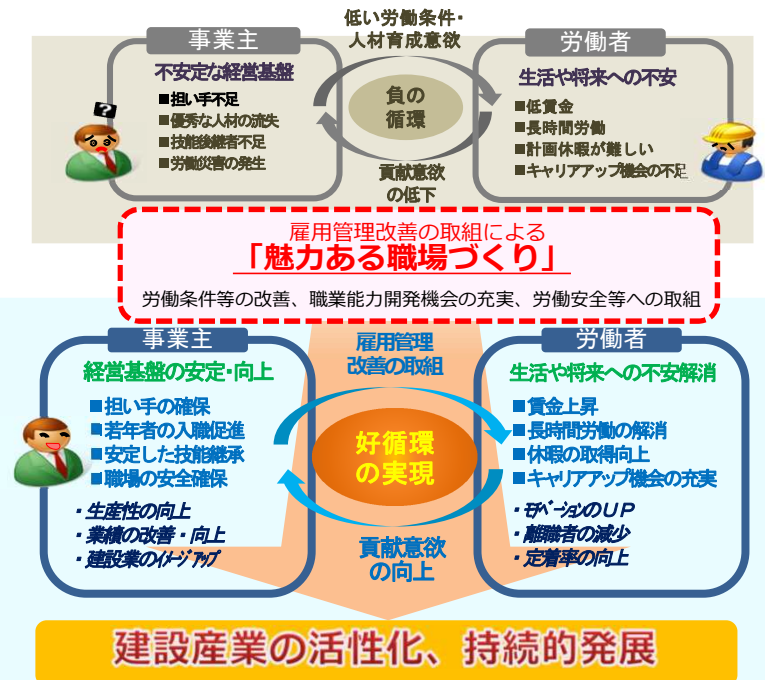 低い労働条件・
人材育成意欲
事業主
不安定な経営基盤
■担い手不足
■優秀な人材の流失
■技能後継者不足
■労働災害の発生
?
負の
循環
貢献意欲
の低下
労働者
生活や将来への不安
■低賃金
■長時間労働
■計画休暇が難しい
■キャリアアップ機会の不足
雇用管理改善の取組による
「魅力ある職場づくり」
労働条件等の改善、職業能力開発機会の充実、労働安全等への取組
事業主
経営基盤の安定・向上
■担い手の確保
■若年者の入職促進
■安定した技能継承
■職場の安全確保
・生産性の向上
・業績の改善・向上
・建設業のイメージアップ
雇用管理
改善の取組
好循環
の実現
貢献意欲
の向上
労働者
生活や将来への不安解消
■賃金上昇
■長時間労働の解消
■休暇の取得向上
■キャリアアップ機会の充実
・モチベーションのUP
・離職者の減少
・定着率の向上
建設産業の活性化、持続的発展